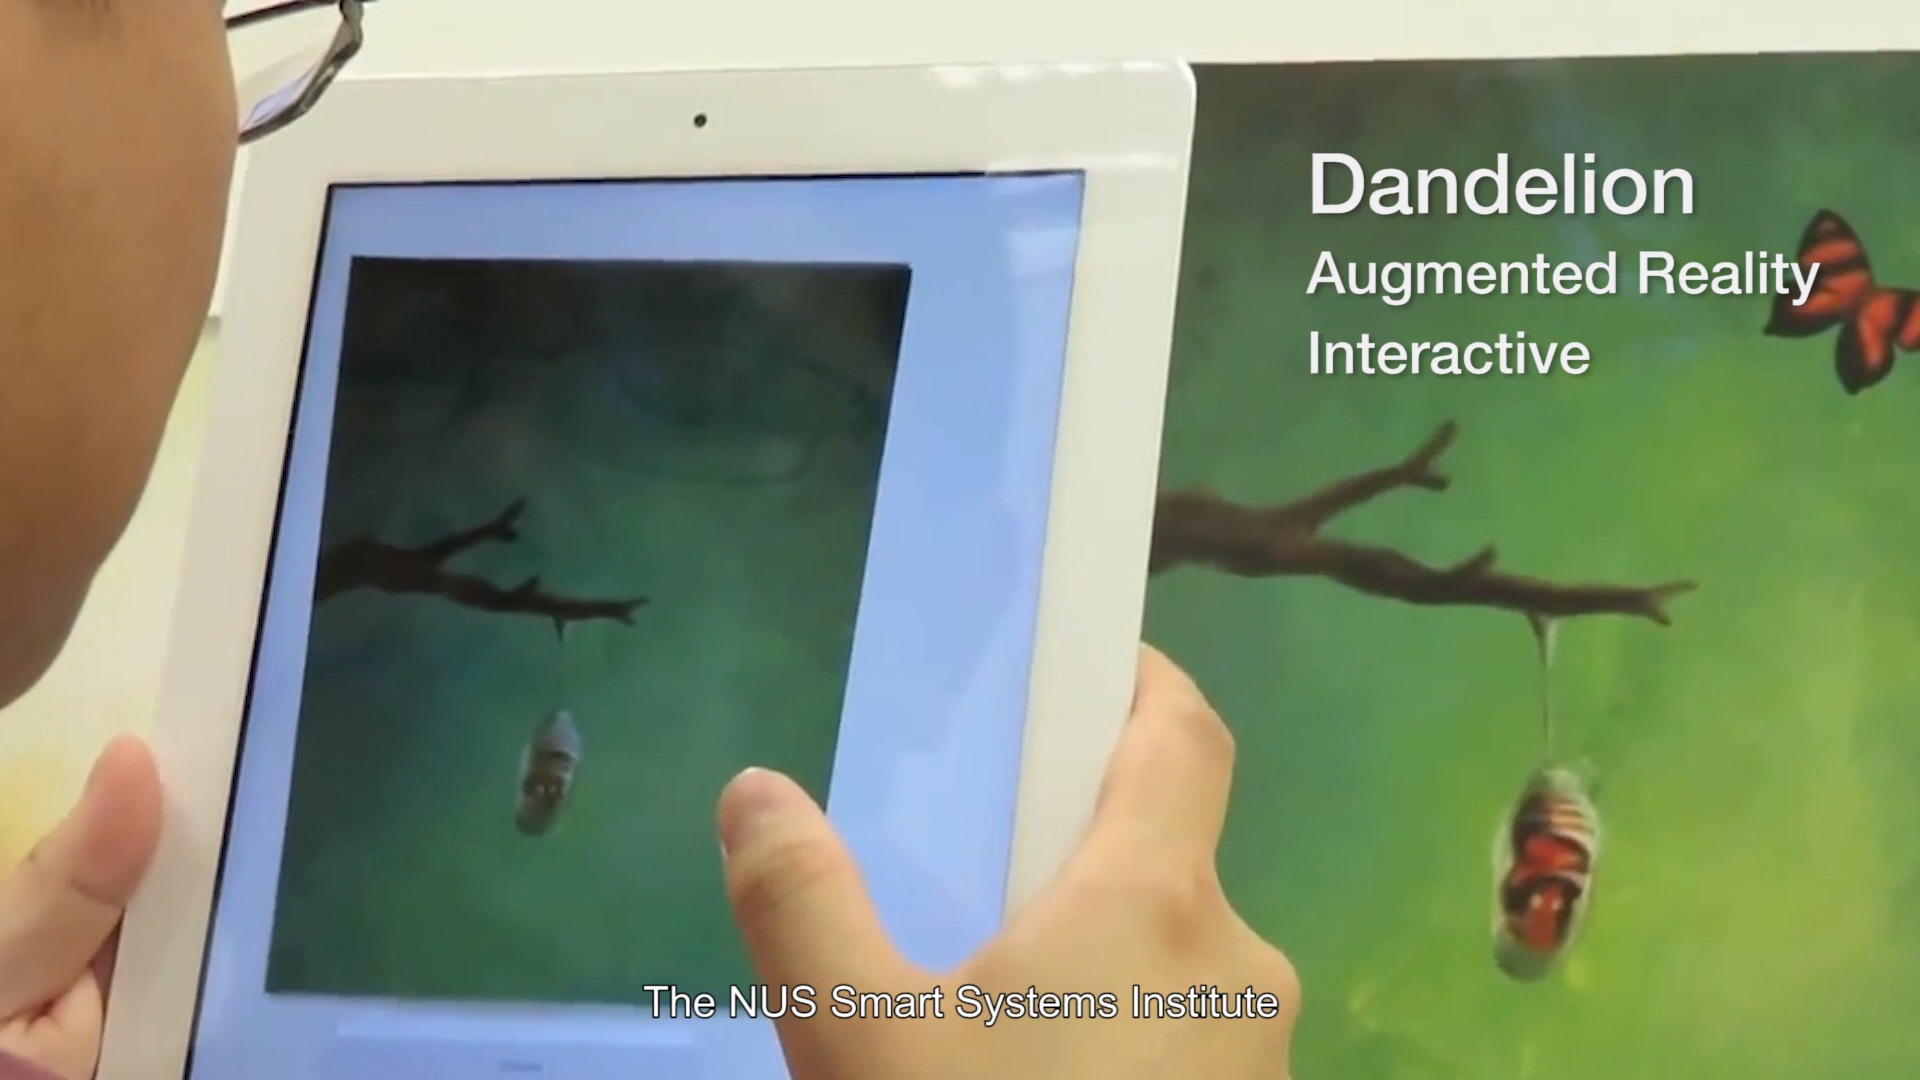 Dandelion
Augmented Reality
Interactive
The NUS Smart Systems Institute